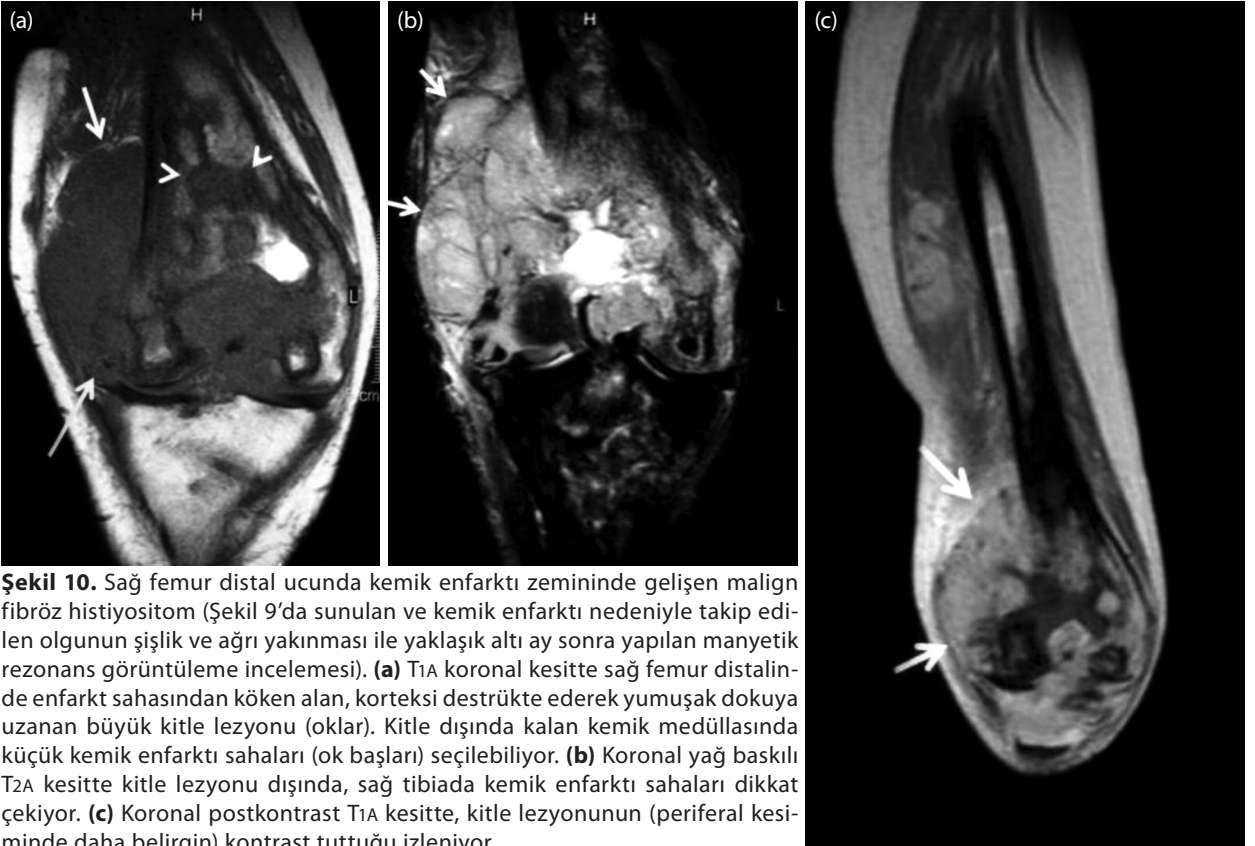 (a)
H
L
cm
(b)
H
L
(c)
Şekil 10. Sağ femur distal ucunda kemik enfarktı zemininde gelişen malign
fibröz histiyositom (Şekil 9’da sunulan ve kemik enfarktı nedeniyle takip edi-
len olgunun şişlik ve ağrı yakınması ile yaklaşık altı ay sonra yapılan manyetik
rezonans görüntüleme incelemesi). (a) T1A koronal kesitte sağ femur distalin-
de enfarkt sahasından köken alan, korteksi destrükte ederek yumuşak dokuya
uzanan büyük kitle lezyonu (oklar). Kitle dışında kalan kemik medüllasında
küçük kemik enfarktı sahaları (ok başları) seçilebiliyor. (b) Koronal yağ baskılı
T2A kesitte kitle lezyonu dışında, sağ tibiada kemik enfarktı sahaları dikkat
çekiyor. (c) Koronal postkontrast T1A kesitte, kitle lezyonunun (periferal kesi-
minde daha belirgin) kontrast tuttuğu izleniyor.